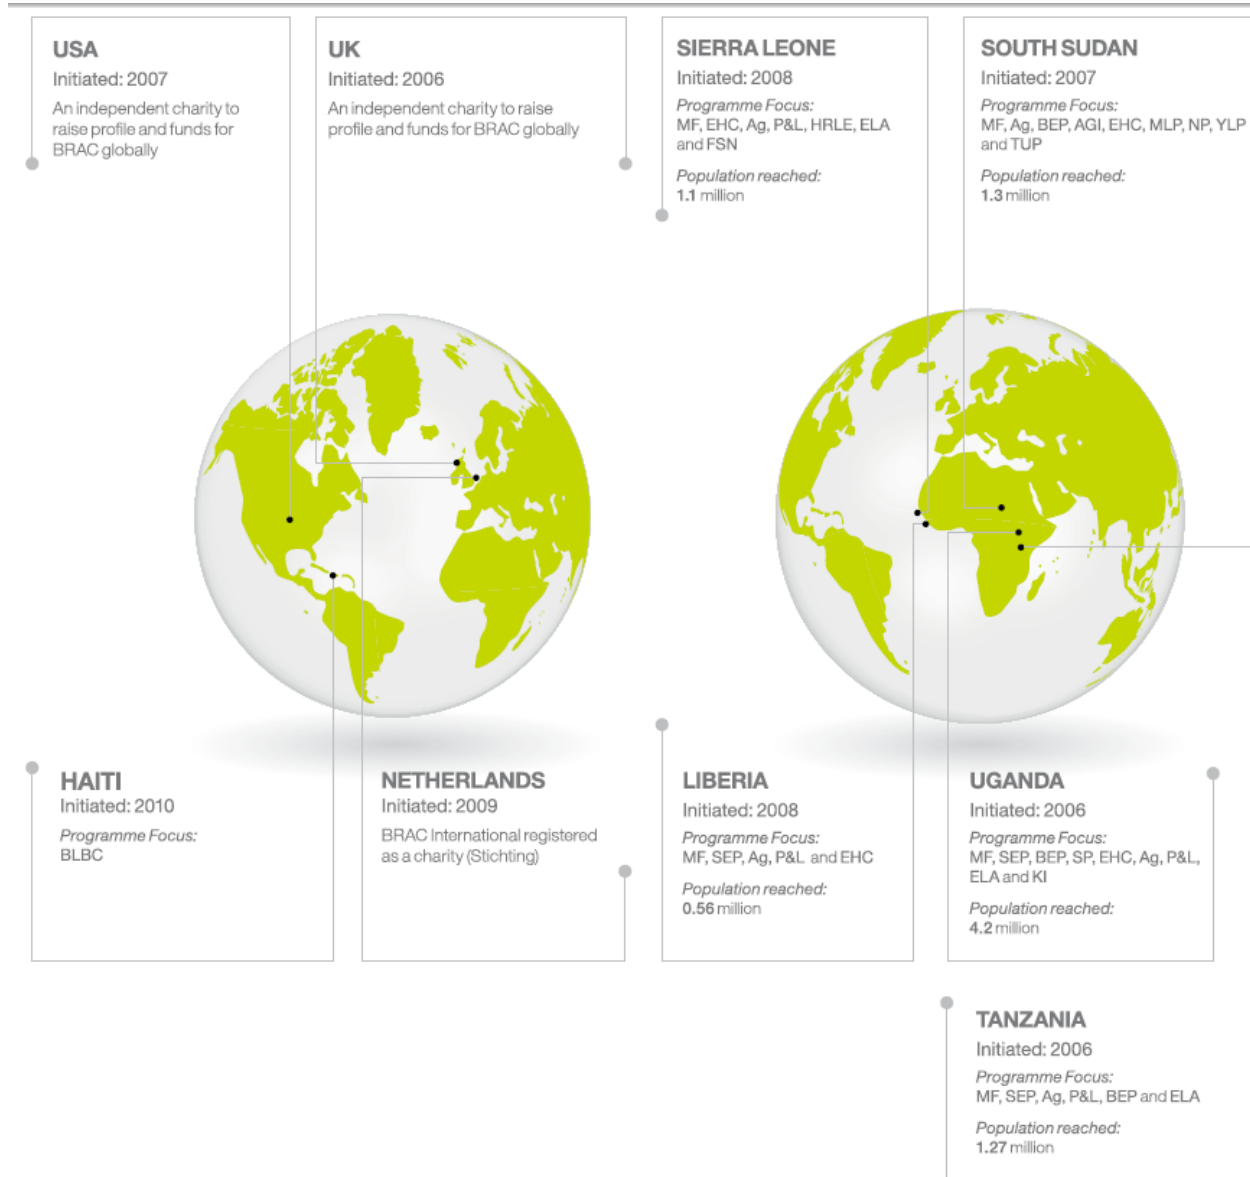 USA
Initiated: 2007
An independent charity to
raise profile and funds for
BRAC globally
UK
Initiated: 2006
An independent charity to raise
profile and funds for BRAC globally
SIERRA LEONE
Initiated: 2008
Programme Focus:
MF, EHC, Ag, P&L, HRLE, ELA
and FSN
Population reached:
1.1 million
SOUTH SUDAN
Initiated: 2007
Programme Focus:
MF, Ag, BEP, AGI, EHC, MLP, NP, YLP
and TUP
Population reached:
1.3 million
HAITI
Initiated: 2010
Programme Focus:
BLBC
NETHERLANDS
Initiated: 2009
BRAC International registered
as a charity (Stichting)
LIBERIA
Initiated: 2008
Programme Focus:
MF, SEP, Ag, P&L and EHC
Population reached:
0.56 million
UGANDA
Initiated: 2006
Programme Focus:
MF, SEP, BEP, SP, EHC, Ag, P&L,
ELA and KI
Population reached:
4.2 million
TANZANIA
Initiated: 2006
Programme Focus:
MF, SEP, Ag, P&L, BEP and ELA
Population reached:
1.27 million